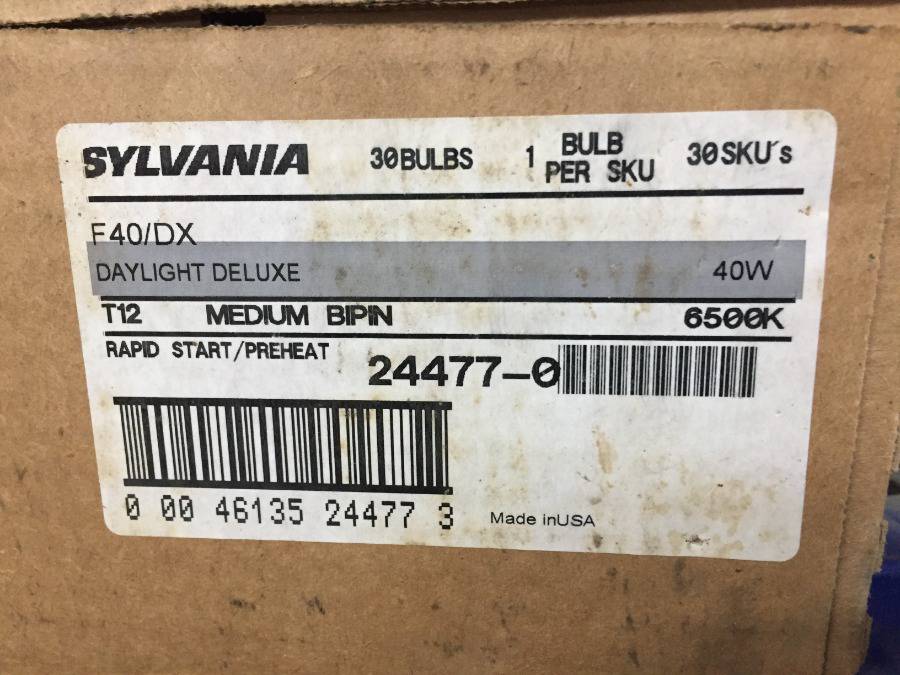 SYLVANIA 30BULBS 1 BULB PER SKU 30SKU's
F40/DX
DAYLIGHT DELUXE 40W
T12 MEDIUM BIPIN 6500K
RAPID START/PREHEAT
24477-0
0 00 46135 24477 3
Made inUSA